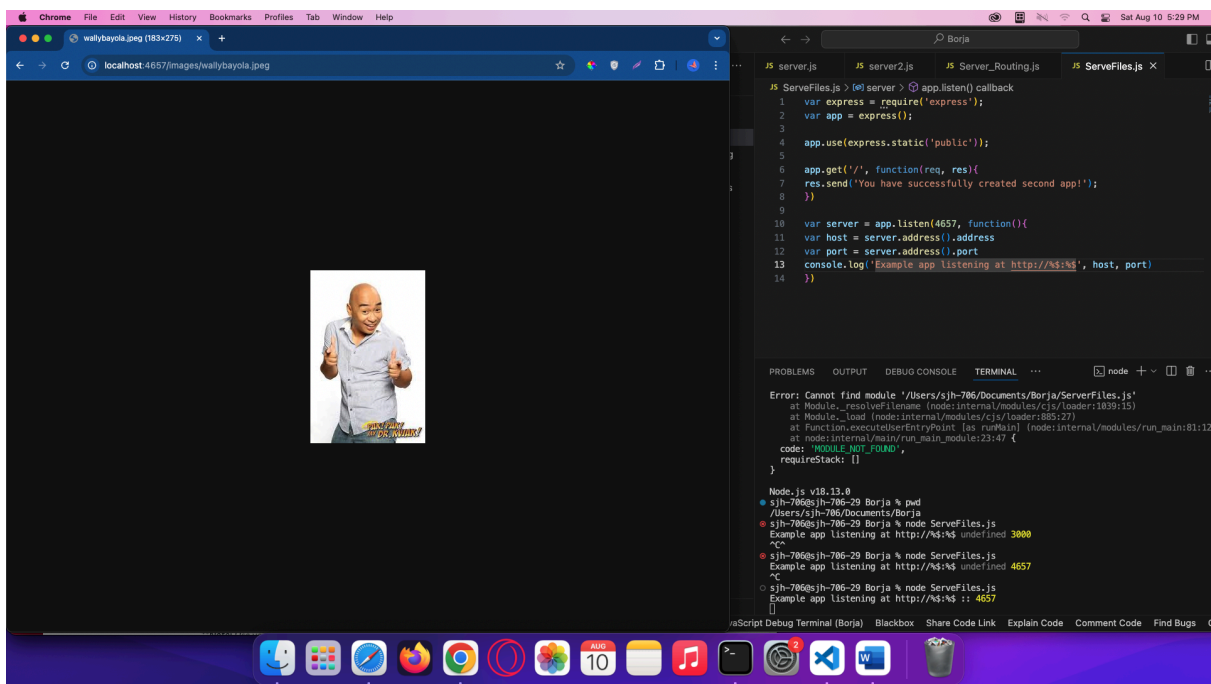 Chrome File Edit View History Bookmarks Profiles Tab Window Help
Sat Aug 10 5:29 PM
wallybayola.jpeg (183×275)
localhost:4657/images/wallybayola.jpeg
Borja
JS server.js JS server2.js JS Server_Routing.js JS ServeFiles.js
JS ServeFiles.js > server > app.listen() callback
1 var express = require('express');
2 var app = express();
3
4 app.use(express.static('public'));
5
6 app.get('/', function(req, res){
7 res.send('You have successfully created second app!');
8 })
9
10 var server = app.listen(4657, function(){
11 var host = server.address().address
12 var port = server.address().port
13 console.log('Example app listening at http://%$:%$', host, port)
14 })
PROBLEMS OUTPUT DEBUG CONSOLE TERMINAL ··· node
Error: Cannot find module '/Users/sjh-706/Documents/Borja/ServerFiles.js'
at Module._resolveFilename (node:internal/modules/cjs/loader:1039:15)
at Module._load (node:internal/modules/cjs/loader:885:27)
at Function.executeUserEntryPoint [as runMain] (node:internal/modules/run_main:81:12
at node:internal/main/run_main_module:23:47 {
code: 'MODULE_NOT_FOUND',
requireStack: []
}
Node.js v18.13.0
sjh-706@sjh-706-29 Borja % pwd
/Users/sjh-706/Documents/Borja
sjh-706@sjh-706-29 Borja % node ServeFiles.js
Example app listening at http://%$:%$ undefined 3000
^C^
sjh-706@sjh-706-29 Borja % node ServeFiles.js
Example app listening at http://%$:%$ undefined 4657
^C
sjh-706@sjh-706-29 Borja % node ServeFiles.js
Example app listening at http://%$:%$ :: 4657
vaScript Debug Terminal (Borja) Blackbox Share Code Link Explain Code Comment Code Find Bugs
AUG
10
2